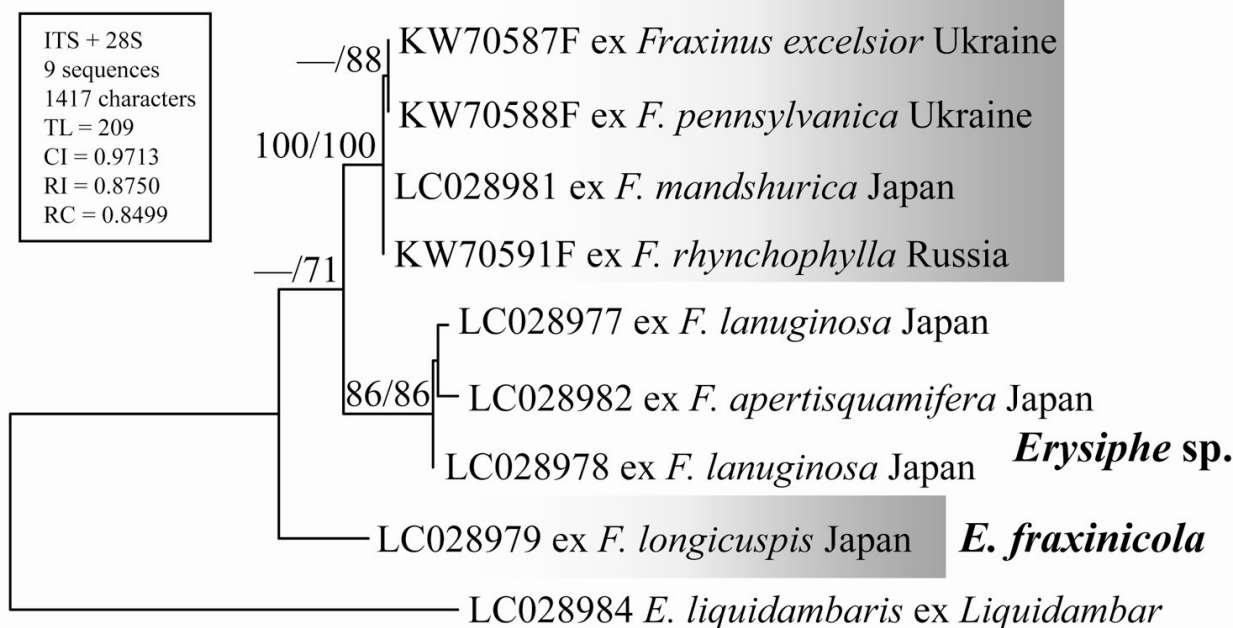 ITS + 28S
9 sequences
1417 characters
TL = 209
CI = 0.9713
RI = 0.8750
RC = 0.8499
KW70587F ex Fraxinus excelsior Ukraine
—/88
KW70588F ex F. pennsylvanica Ukraine
100/100
LC028981 ex F. mandshurica Japan
KW70591F ex F. rhynchophylla Russia
—/71
LC028977 ex F. lanuginosa Japan
86/86
LC028982 ex F. apertisquamifera Japan
Erysiphe sp.
LC028978 ex F. lanuginosa Japan
LC028979 ex F. longicuspis Japan
E. fraxinicola
LC028984 E. liquidambaris ex Liquidambar